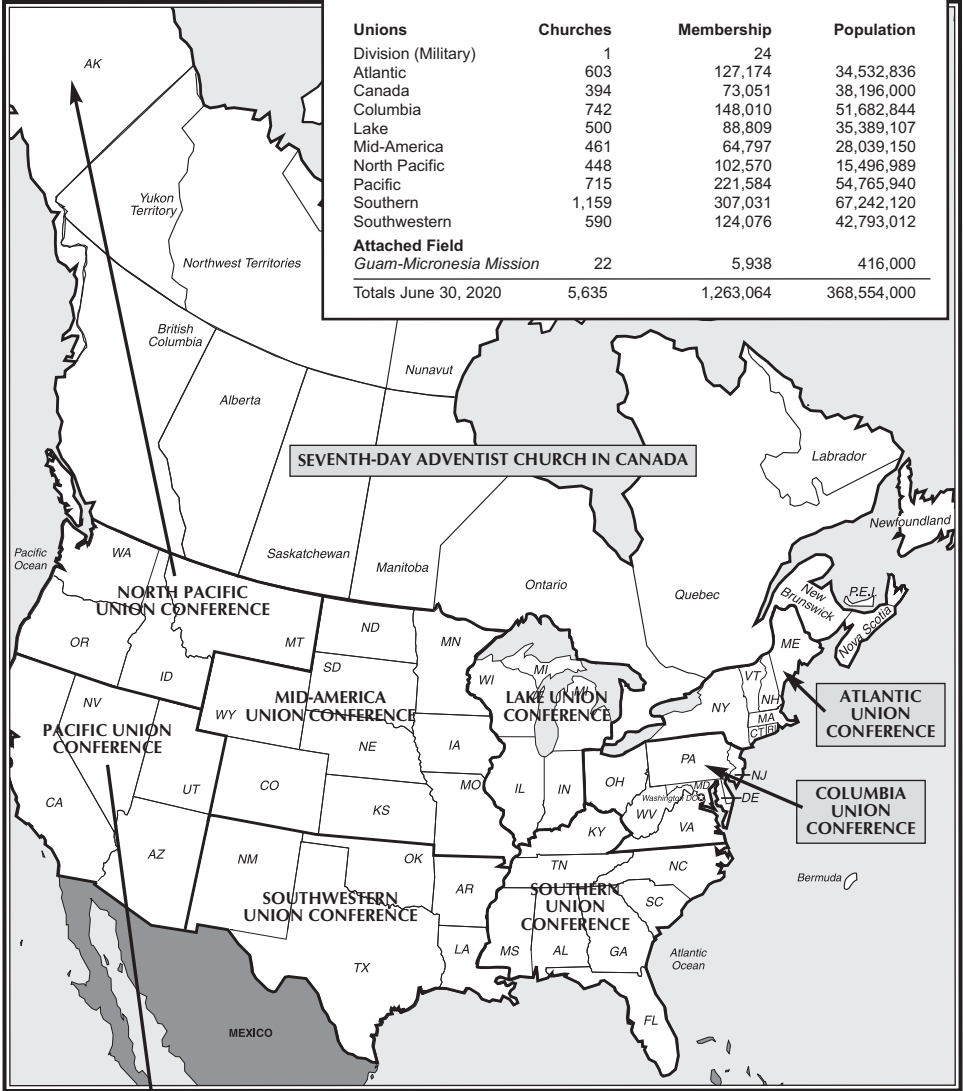 Unions Churches Membership Population
Division (Military) 1 24
Atlantic 603 127,174 34,532,836
Canada 394 73,051 38,196,000
Columbia 742 148,010 51,682,844
Lake 500 88,809 35,389,107
Mid-America 461 64,797 28,039,150
North Pacific 448 102,570 15,496,989
Pacific 715 221,584 54,765,940
Southern 1,159 307,031 67,242,120
Southwestern 590 124,076 42,793,012
Attached Field
Guam-Micronesia Mission 22 5,938 416,000
Totals June 30, 2020 5,635 1,263,064 368,554,000
AK
Yukon
Territory
Northwest Territories
British
Columbia
Nunavut
Alberta
SEVENTH-DAY ADVENTIST CHURCH IN CANADA
Labrador
Newfoundland
Pacific
Ocean
WA
Saskatchewan
Manitoba
Ontario
Quebec
New
Brunswick
P.E.I.
Nova Scotia
NORTH PACIFIC
UNION CONFERENCE
OR
MT
ID
ND
MN
SD
WI
MI
MI
ME
VT
NH
NY
MA
CT
RI
MID-AMERICA
UNION CONFERENCE
LAKE UNION
CONFERENCE
ATLANTIC
UNION
CONFERENCE
NV
WY
PACIFIC UNION
CONFERENCE
NE
IA
PA
NJ
UT
CO
MO
IL
IN
OH
MD
Washington DC
DE
COLUMBIA
UNION
CONFERENCE
CA
KS
WV
VA
KY
AZ
NM
OK
TN
NC
Bermuda
SOUTHWESTERN
UNION CONFERENCE
AR
SOUTHERN
UNION
CONFERENCE
SC
LA
MS
AL
GA
Atlantic
Ocean
TX
FL
MEXICO